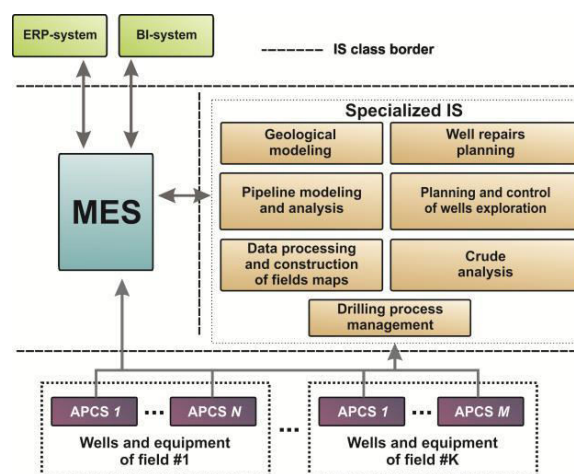 ERP-system
BI-system
IS class border
Specialized IS
Geological
modeling
Well repairs
planning
MES
Pipeline modeling
and analysis
Planning and control
of wells exploration
Data processing
and construction
of fields maps
Crude
analysis
Drilling process
management
APCS 1
...
APCS N
...
APCS 1
...
APCS M
Wells and equipment
of field #1
Wells and equipment
of field #K